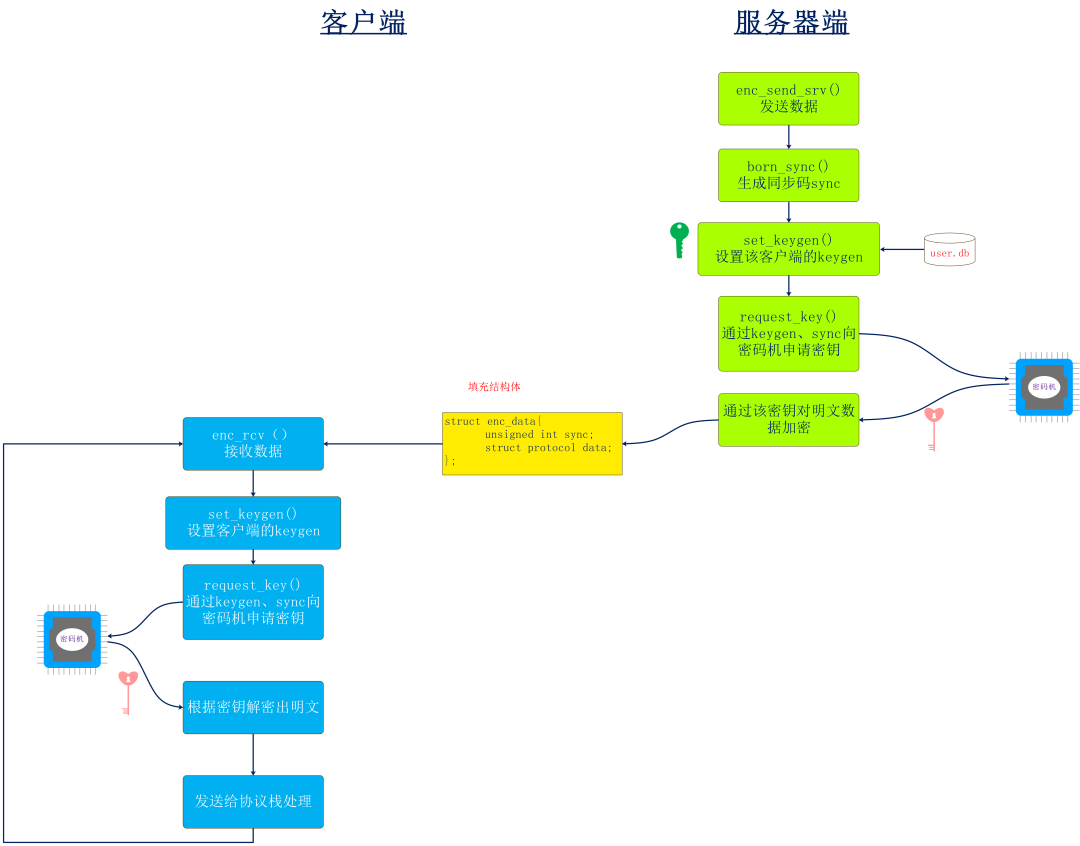 客户端
服务器端
enc_send_srv()
发送数据
born_sync()
生成同步码sync
set_keygen()
设置该客户端的keygen
user.db
request_key()
通过keygen、sync向
密码机申请密钥
密码机
通过该密钥对明文数
据加密
填充结构体
struct enc_data{
unsigned int sync;
struct protocol data;
};
enc_rcv（）
接收数据
set_keygen()
设置客户端的keygen
request_key()
通过keygen、sync向
密码机申请密钥
密码机
根据密钥解密出明文
发送给协议栈处理